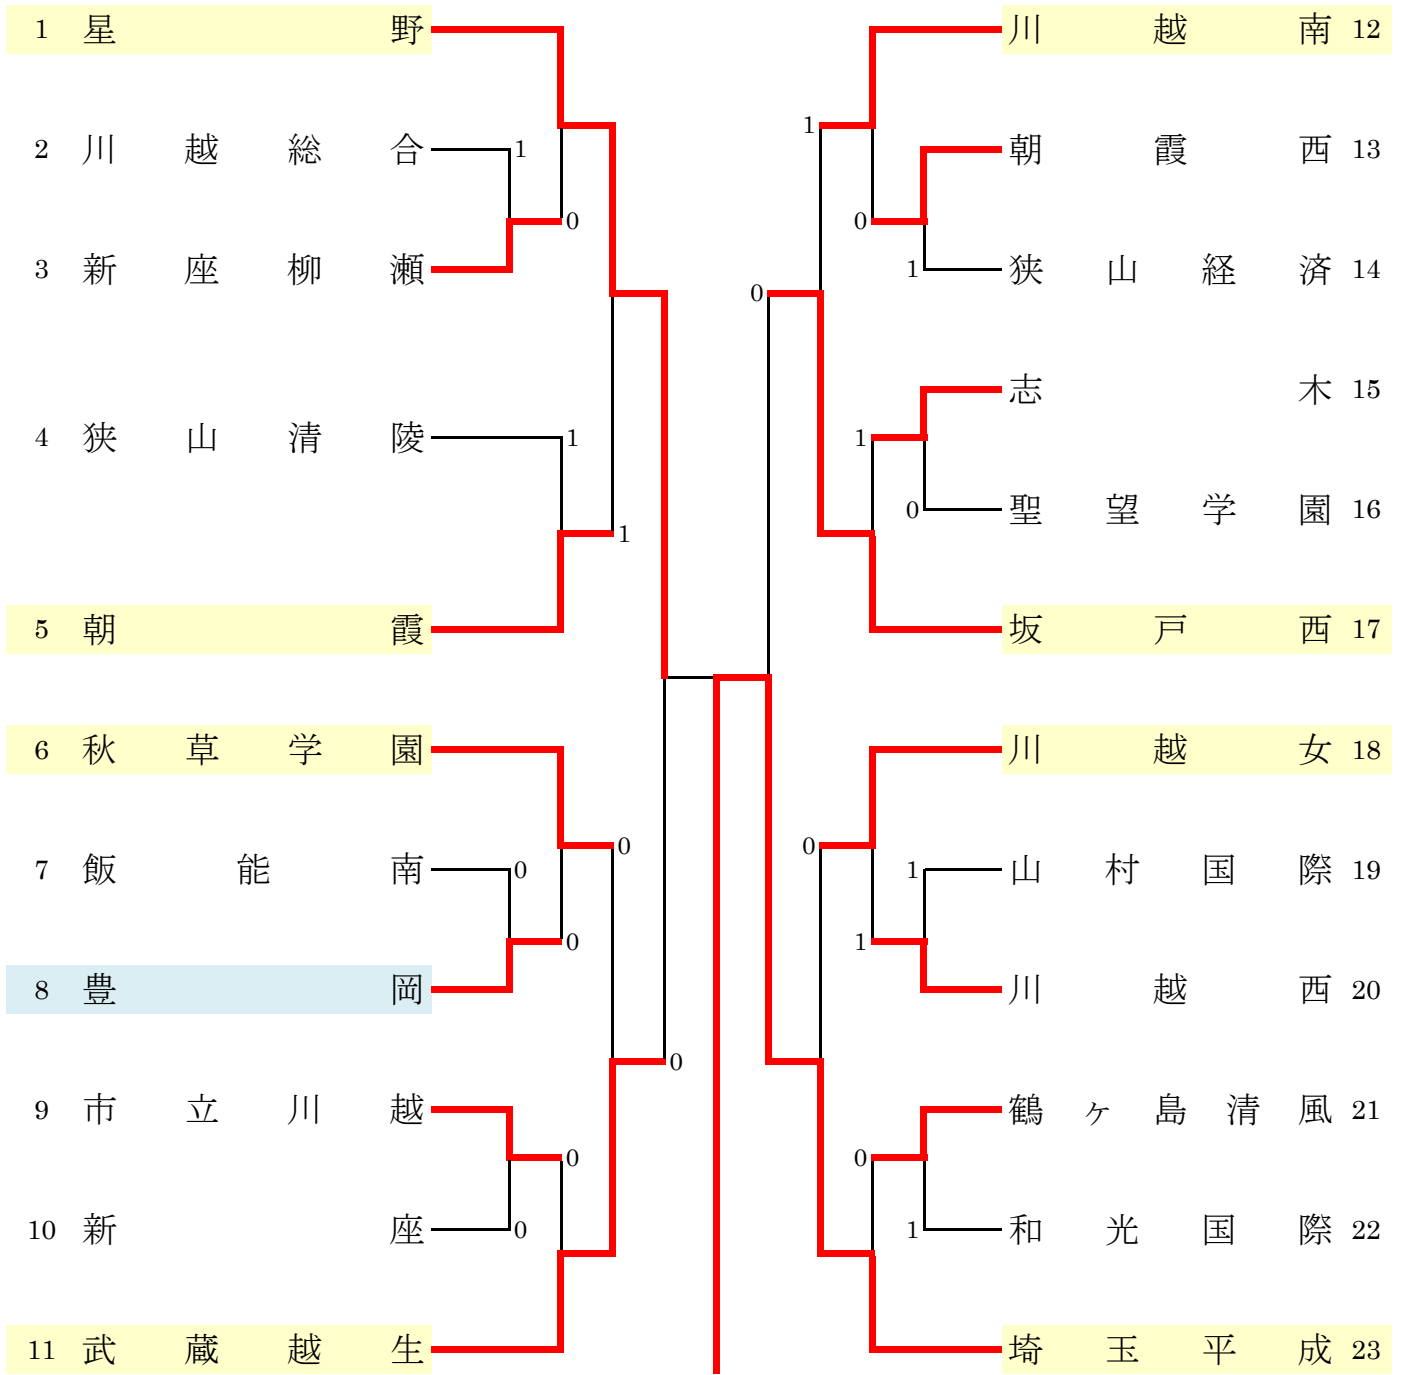 1 星野
2 川越総合
3 新座柳瀬
4 狭山清陵
5 朝霞
6 秋草学園
7 飯能南
8 豊岡
9 市立川越
10 新座
11 武蔵越生
1
0
1
1
0
0
0
0
0
0
川越南 12
朝霞西 13
狭山経済 14
志木 15
聖望学園 16
坂戸西 17
川越女 18
山村国際 19
川越西 20
鶴ヶ島清風 21
和光国際 22
埼玉平成 23
1
0
1
0
1
0
0
1
1
0
1